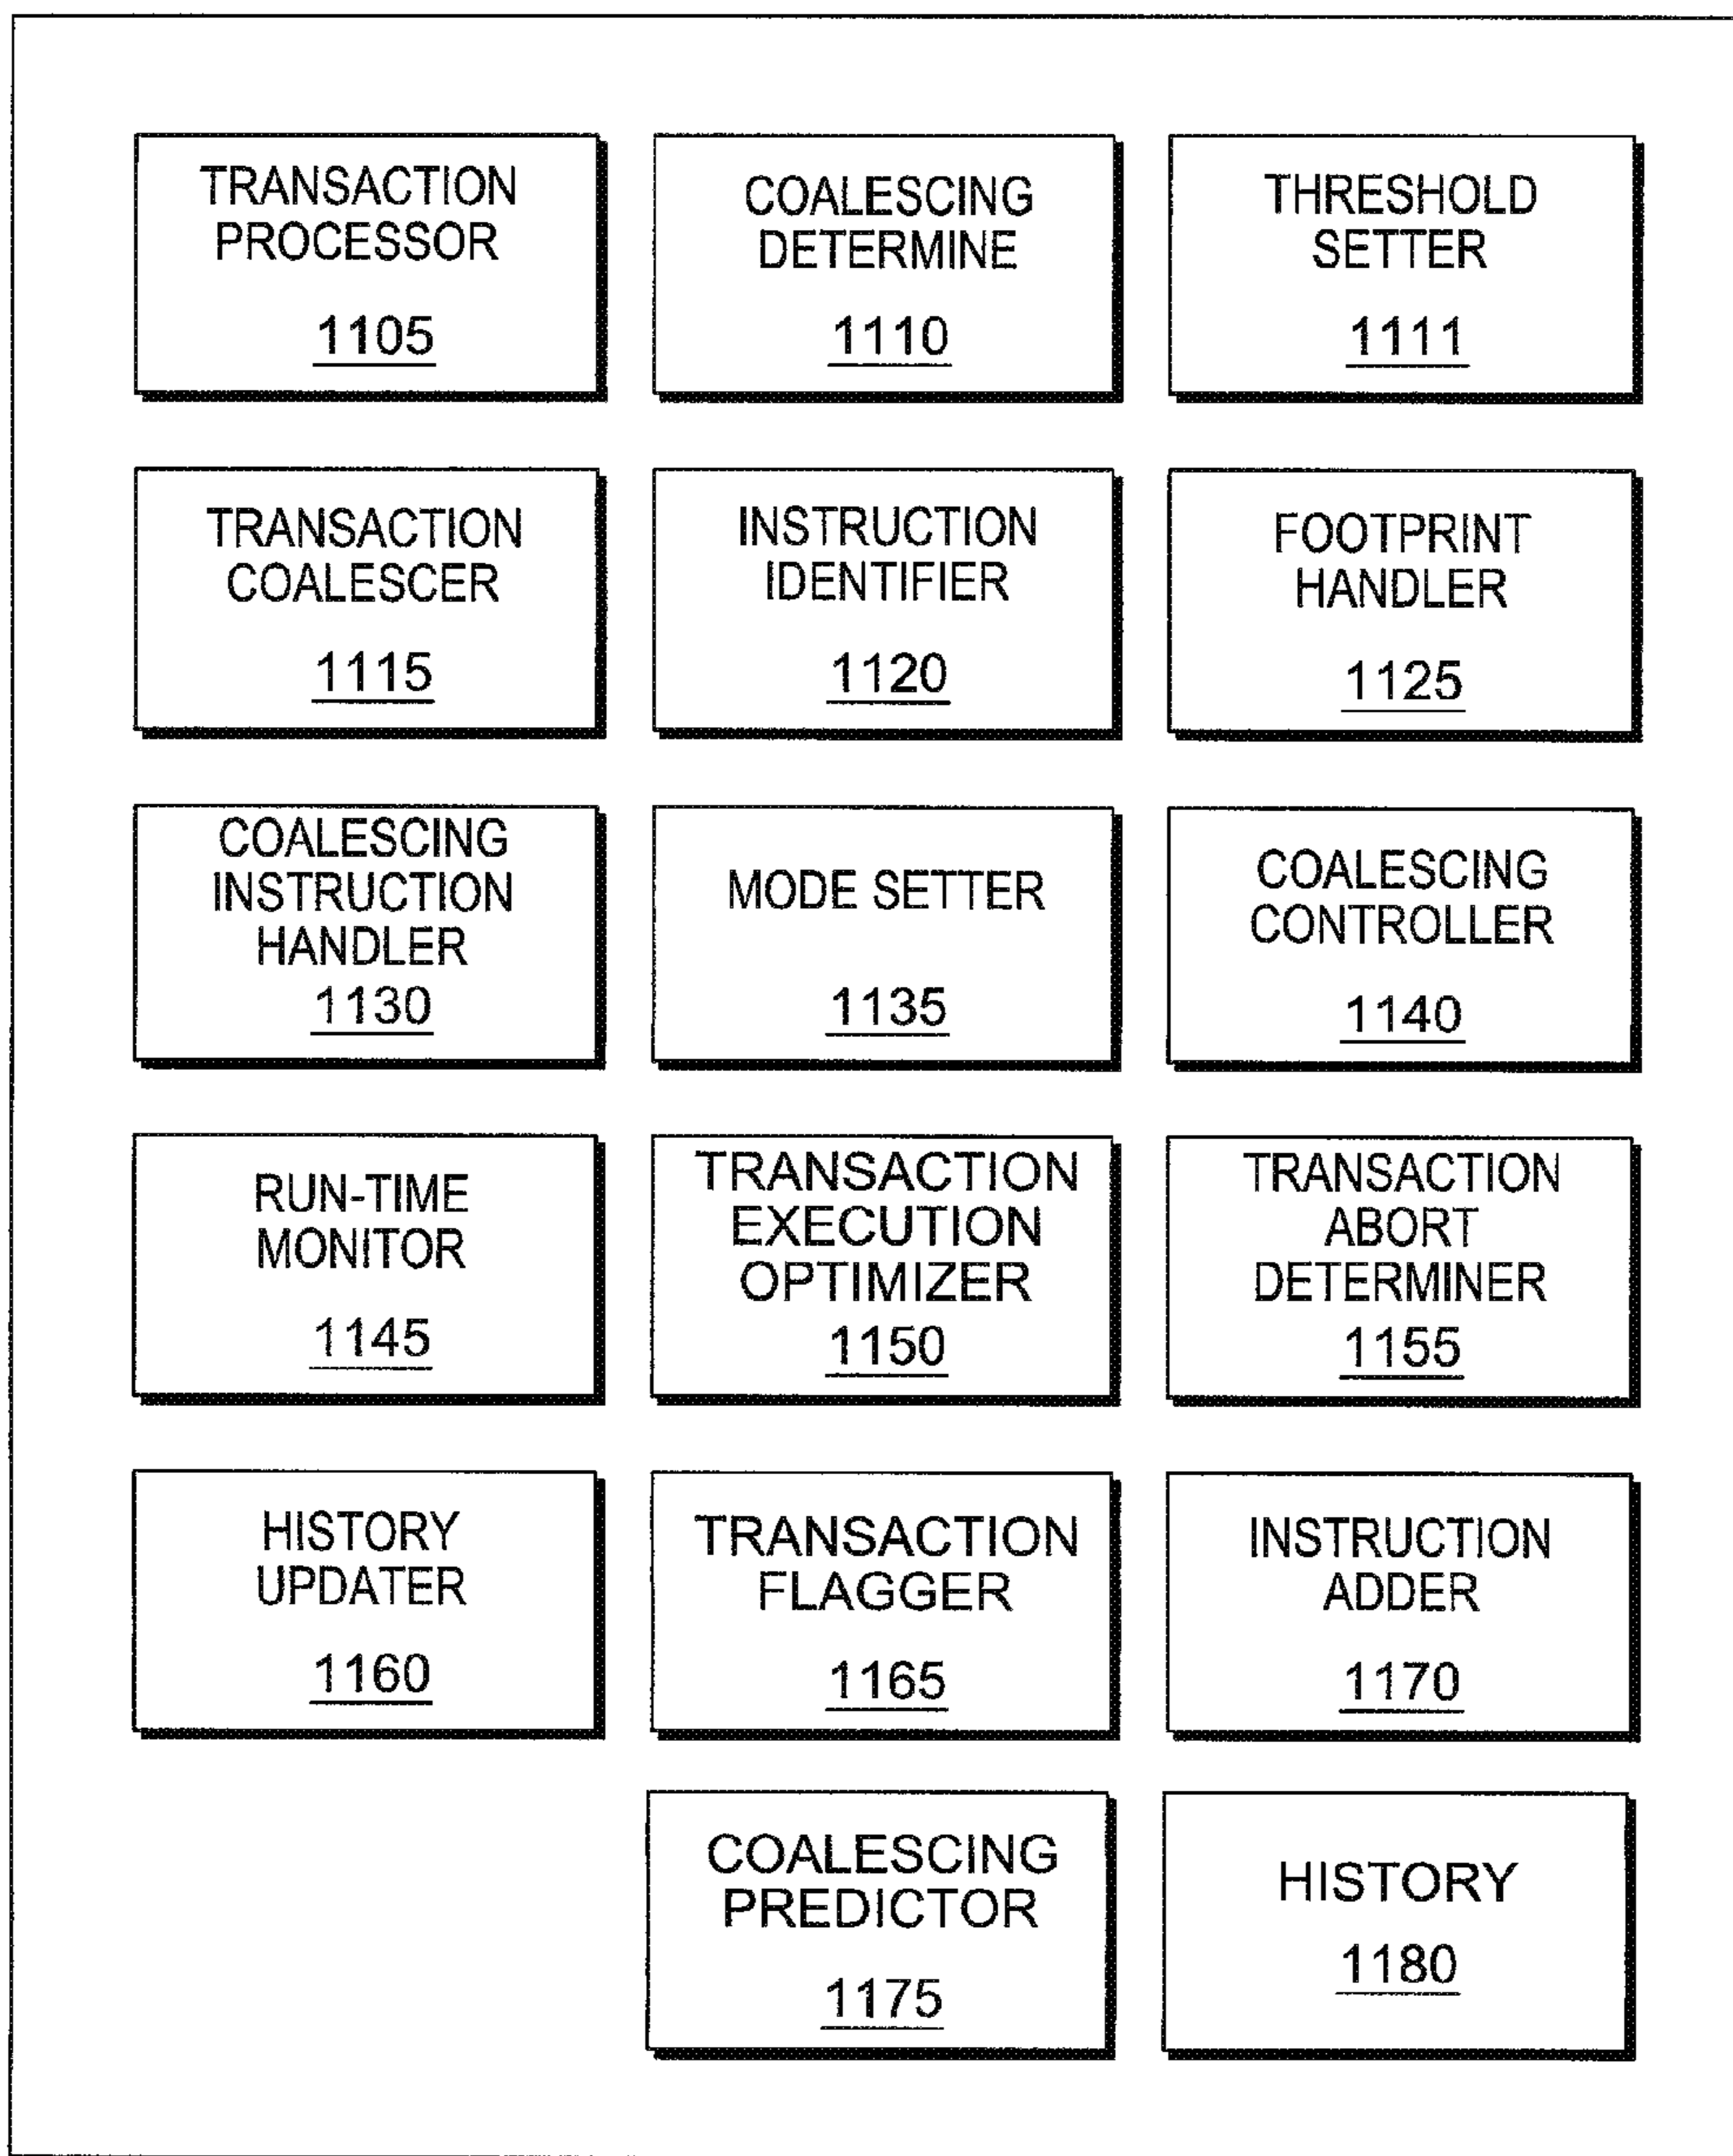 TRANSACTION
PROCESSOR
1105
COALESCING
DETERMINE
1110
THRESHOLD
SETTER
1111
TRANSACTION
COALESCER
1115
INSTRUCTION
IDENTIFIER
1120
FOOTPRINT
HANDLER
1125
COALESCING
INSTRUCTION
HANDLER
1130
MODE SETTER
1135
COALESCING
CONTROLLER
1140
RUN-TIME
MONITOR
1145
TRANSACTION
EXECUTION
OPTIMIZER
1150
TRANSACTION
ABORT
DETERMINER
1155
HISTORY
UPDATER
1160
TRANSACTION
FLAGGER
1165
INSTRUCTION
ADDER
1170
COALESCING
PREDICTOR
1175
HISTORY
1180